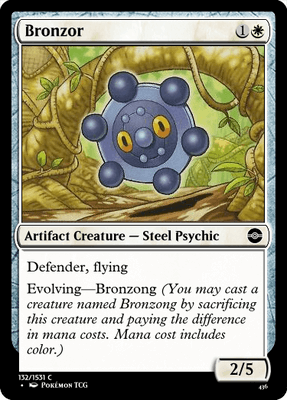 Bronzor 1
Artifact Creature — Steel Psychic
Defender, flying
Evolving—Bronzong (You may cast a
creature named Bronzong by sacrificing
this creature and paying the difference
in mana costs. Mana cost includes
color.)
2/5
132/1531 C
• Pokémon TCG